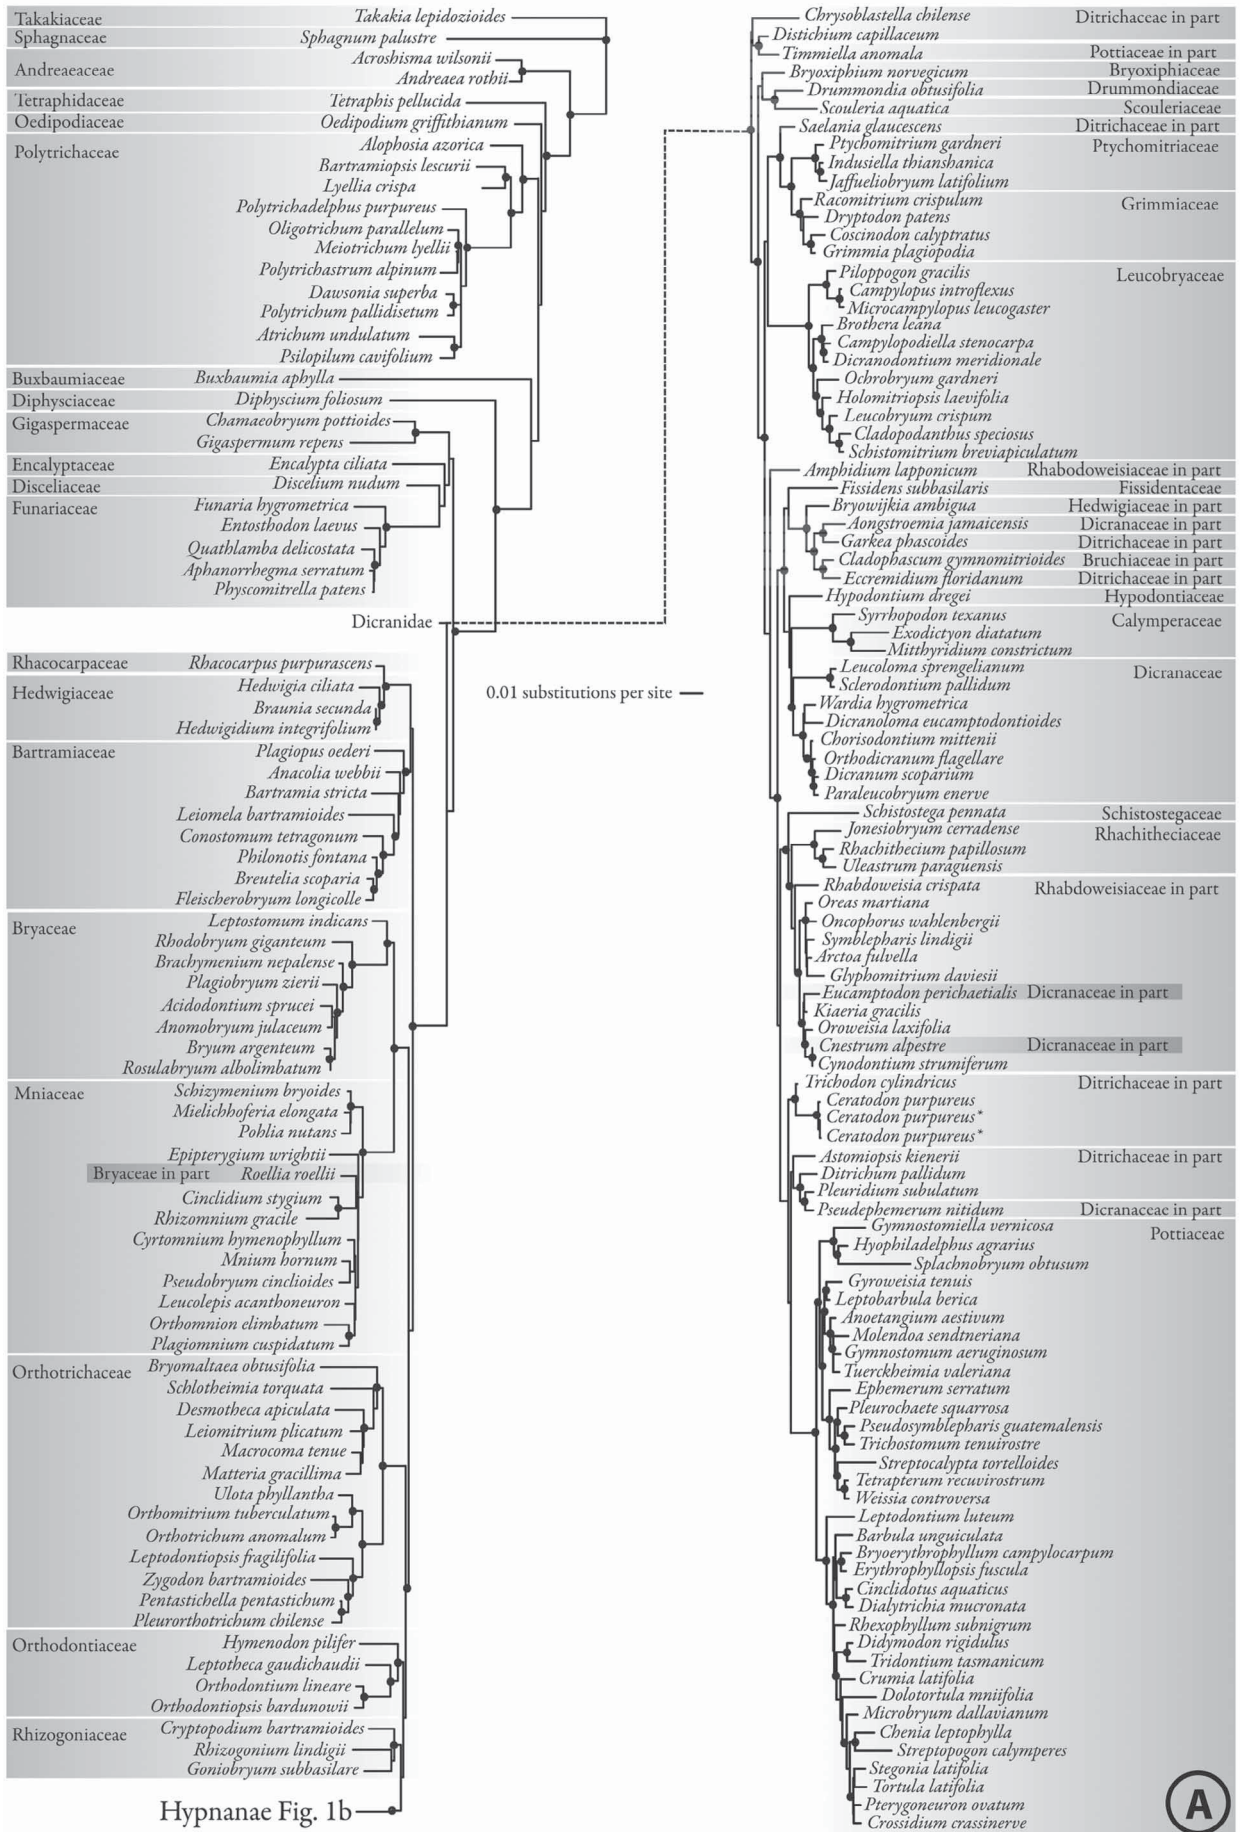 Takakiaceae Takakia lepidozioides
Sphagnaceae Sphagnum palustre
Andreaeaceae Acroshisma wilsonii
Andreaea rothii
Tetraphidaceae Tetraphis pellucida
Oedipodiaceae Oedipodium griffithianum
Polytrichaceae Alophosia azorica
Bartramiopsis lescurii
Lyellia crispa
Polytrichadelphus purpureus
Oligotrichum parallelum
Meiotrichum lyellii
Polytrichastrum alpinum
Dawsonia superba
Polytrichum pallidisetum
Atrichum undulatum
Psilopilum cavifolium
Buxbaumiaceae Buxbaumia aphylla
Diphysciaceae Diphyscium foliosum
Gigaspermaceae Chamaeobryum pottioides
Gigaspermum repens
Encalyptaceae Encalypta ciliata
Disceliaceae Discelium nudum
Funariaceae Funaria hygrometrica
Entosthodon laevus
Quathlamba delicostata
Aphanorrhegma serratum
Physcomitrella patens
Dicranidae
Rhacocarpaceae Rhacocarpus purpurascens
Hedwigiaceae Hedwigia ciliata
Braunia secunda
Hedwigidium integrifolium
Bartramiaceae Plagiopus oederi
Anacolia webbii
Bartramia stricta
Leiomela bartramioides
Conostomum tetragonum
Philonotis fontana
Breutelia scoparia
Fleischerobryum longicolle
Bryaceae Leptostomum indicans
Rhodobryum giganteum
Brachymenium nepalense
Plagiobryum zierii
Acidodontium sprucei
Anomobryum julaceum
Bryum argenteum
Rosulabryum albolimbatum
Mniaceae Schizymenium bryoides
Mielichhoferia elongata
Pohlia nutans
Epipterygium wrightii
Bryaceae in part Roellia roellii
Cinclidium stygium
Rhizomnium gracile
Cyrtomnium hymenophyllum
Mnium hornum
Pseudobryum cinclioides
Leucolepis acanthoneuron
Orthomnion elimbatum
Plagiomnium cuspidatum
Orthotrichaceae Bryomaltaea obtusifolia
Schlotheimia torquata
Desmotheca apiculata
Leiomitrium plicatum
Macrocoma tenue
Matteria gracillima
Ulota phyllantha
Orthomitrium tuberculatum
Orthotrichum anomalum
Leptodontiopsis fragilifolia
Zygodon bartramioides
Pentastichella pentastichum
Pleurorthotrichum chilense
Orthodontiaceae Hymenodon pilifer
Leptotheca gaudichaudii
Orthodontium lineare
Orthodontiopsis bardunowii
Rhizogoniaceae Cryptopodium bartramioides
Rhizogonium lindigii
Goniobryum subbasilare
Hypnanae Fig. 1b
0.01 substitutions per site
Chrysoblastella chilense Ditrichaceae in part
Distichium capillaceum
Timmiella anomala Pottiaceae in part
Bryoxiphium norvegicum Bryoxiphiaceae
Drummondia obtusifolia Drummondiaceae
Scouleria aquatica Scouleriaceae
Saelania glaucescens Ditrichaceae in part
Ptychomitrium gardneri Ptychomitriaceae
Indusiella thianshanica
Jaffueliobryum latifolium
Racomitrium crispulum Grimmiaceae
Dryptodon patens
Coscinodon calyptratus
Grimmia plagiopodia
Piloppogon gracilis Leucobryaceae
Campylopus introflexus
Microcampylopus leucogaster
Brothera leana
Campylopodiella stenocarpa
Dicranodontium meridionale
Ochrobryum gardneri
Holomitriopsis laevifolia
Leucobryum crispum
Cladopodanthus speciosus
Schistomitrium breviapiculatum
Amphidium lapponicum Rhabodoweisiaceae in part
Fissidens subbasilaris Fissidentaceae
Bryowijkia ambigua Hedwigiaceae in part
Aongstroemia jamaicensis Dicranaceae in part
Garkea phascoides Ditrichaceae in part
Cladophascum gymnomitrioides Bruchiaceae in part
Eccremidium floridanum Ditrichaceae in part
Hypodontium dregei Hypodontiaceae
Syrrhopodon texanus Calymperaceae
Exodictyon diatatum
Mitthyridium constrictum
Leucoloma sprengelianum Dicranaceae
Sclerodontium pallidum
Wardia hygrometrica
Dicranoloma eucamptodontioides
Chorisodontium mittenii
Orthodicranum flagellare
Dicranum scoparium
Paraleucobryum enerve
Schistostega pennata Schistostegaceae
Jonesiobryum cerradense Rhachitheciaceae
Rhachithecium papillosum
Uleastrum paraguensis
Rhabdoweisia crispata Rhabdoweisiaceae in part
Oreas martiana
Oncophorus wahlenbergii
Symblepharis lindigii
Arctoa fulvella
Glyphomitrium daviesii
Eucamptodon perichaetialis Dicranaceae in part
Kiaeria gracilis
Oroweisia laxifolia
Cnestrum alpestre Dicranaceae in part
Cynodontium strumiferum
Trichodon cylindricus Ditrichaceae in part
Ceratodon purpureus
Ceratodon purpureus*
Ceratodon purpureus*
Astomiopsis kienerii Ditrichaceae in part
Ditrichum pallidum
Pleuridium subulatum
Pseudephemerum nitidum Dicranaceae in part
Gymnostomiella vernicosa Pottiaceae
Hyophiladelphus agrarius
Splachnobryum obtusum
Gyroweisia tenuis
Leptobarbula berica
Anoetangium aestivum
Molendoa sendtneriana
Gymnostomum aeruginosum
Tuerckheimia valeriana
Ephemerum serratum
Pleurochaete squarrosa
Pseudosymblepharis guatemalensis
Trichostomum tenuirostre
Streptocalypta tortelloides
Tetrapterum recuvirostrum
Weissia controversa
Leptodontium luteum
Barbula unguiculata
Bryoerythrophyllum campylocarpum
Erythrophyllopsis fuscula
Cinclidotus aquaticus
Dialytrichia mucronata
Rhexophyllum subnigrum
Didymodon rigidulus
Tridontium tasmanicum
Crumia latifolia
Dolotortula mniifolia
Microbryum dallavianum
Chenia leptophylla
Streptopogon calymperes
Stegonia latifolia
Tortula latifolia
Pterygoneuron ovatum
Crossidium crassinerve
A